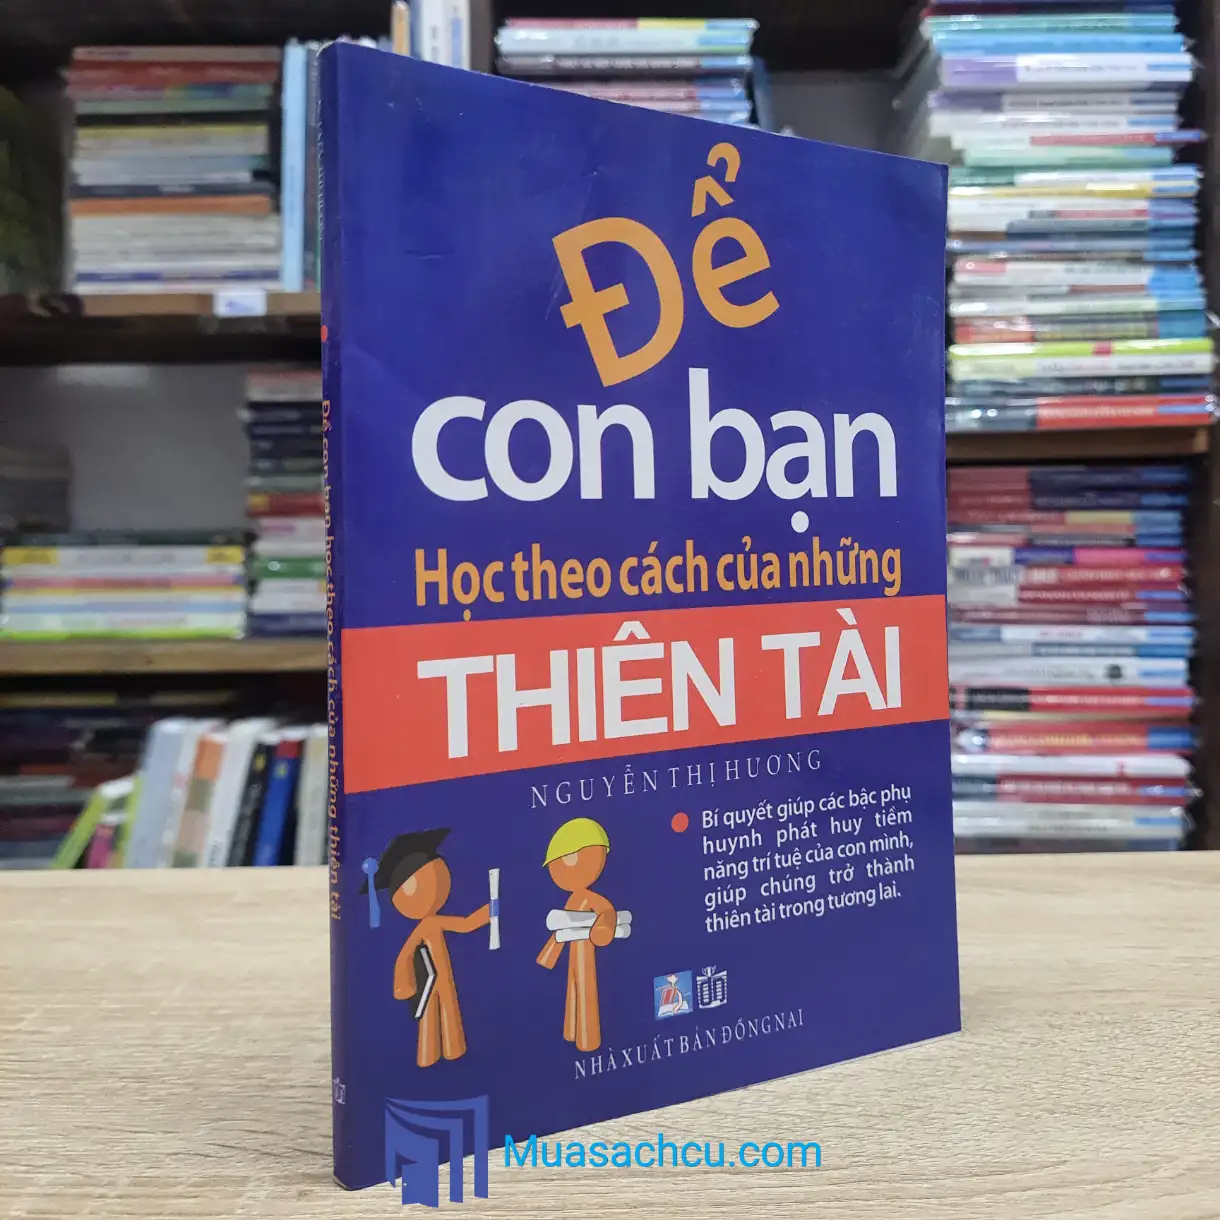 Để
con bạn
Học theo cách của những
THIÊN TÀI
NGUYỄN THỊ HƯƠNG
Bí quyết giúp các bậc phụ
huynh phát huy tiềm
năng trí tuệ của con mình,
giúp chúng trở thành
thiên tài trong tương lai.
NHÀ XUẤT BẢN ĐỒNG NAI
Để con bạn học theo cách của những thiên tài
Muasachcu.com